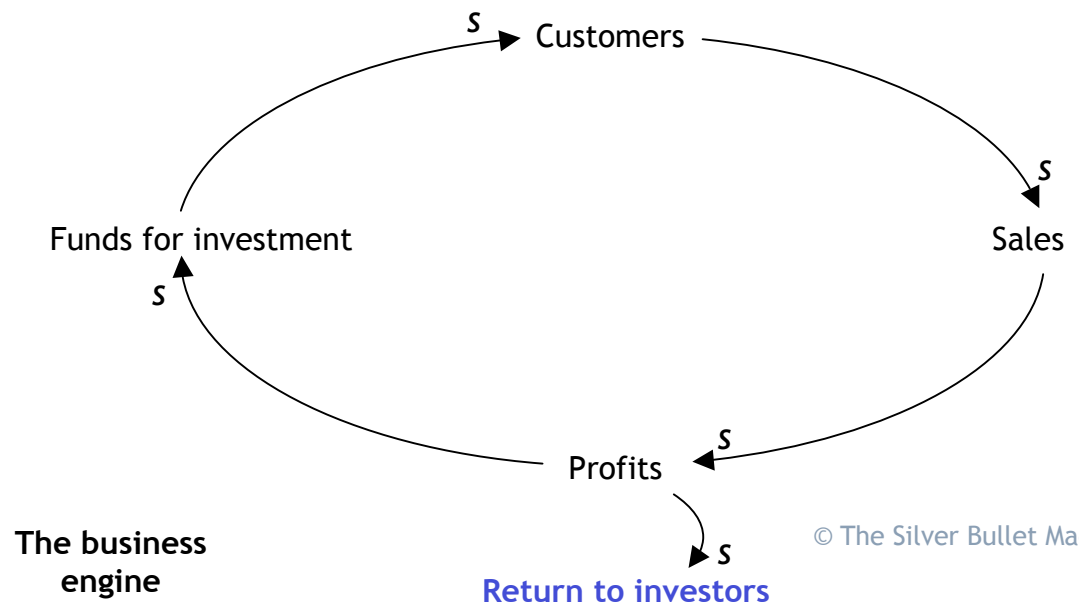 S
Customers
S
Funds for investment
Sales
S
S
Profits
The business
engine
© The Silver Bullet Ma
S
Return to investors